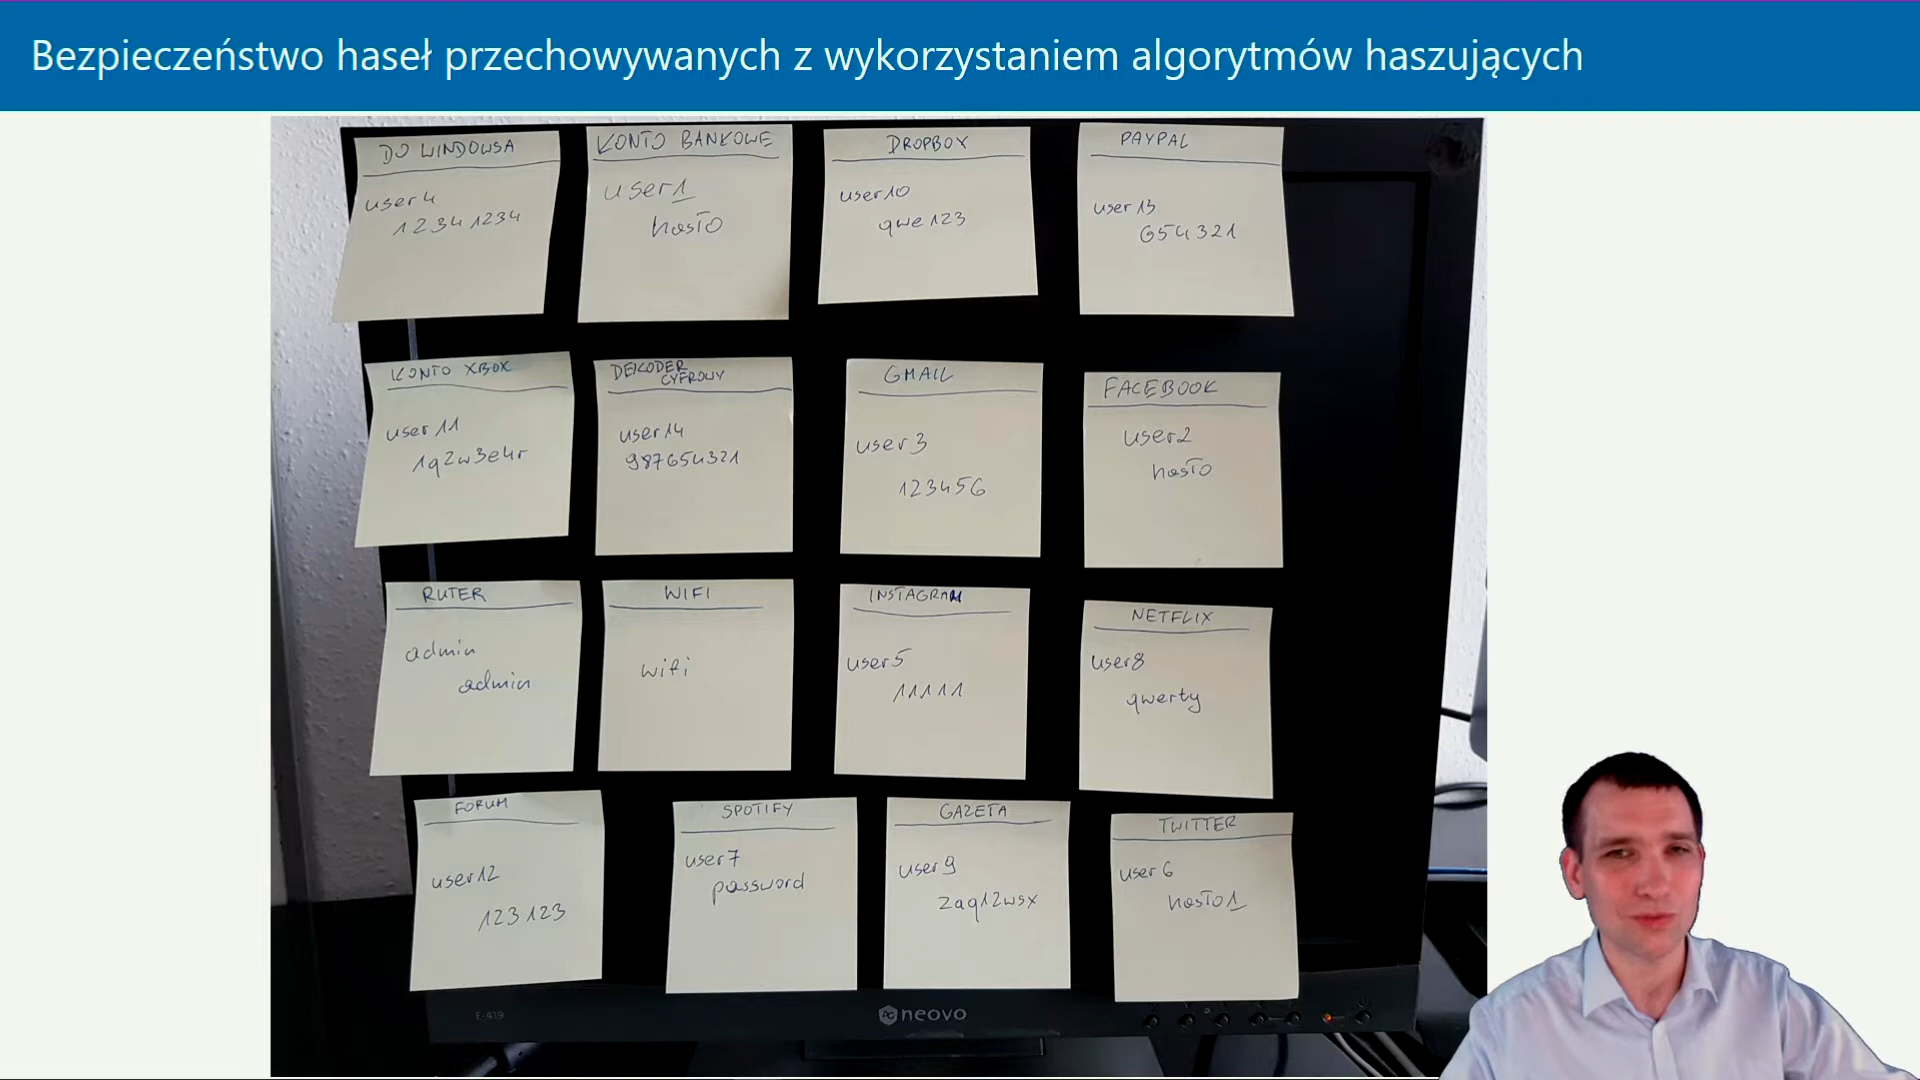 Bezpieczeństwo haseł przechowywanych z wykorzystaniem algorytmów haszujących
DO WINDOWSA
user4
12341234
KONTO BANKOWE
user1
hasło
DROPBOX
user10
qwe123
PAYPAL
user13
654321
KONTO XBOX
user11
1q2w3e4r
DEKODER
CYFROWY
user14
987654321
GMAIL
user3
123456
FACEBOOK
user2
hasło
RUTER
admin
admin
WIFI
wifi
INSTAGRAM
user5
11111
NETFLIX
user8
qwerty
FORUM
user12
123123
SPOTIFY
user7
password
GAZETA
user9
zaq12wsx
TWITTER
user6
hasło1
E-419
AG neovo